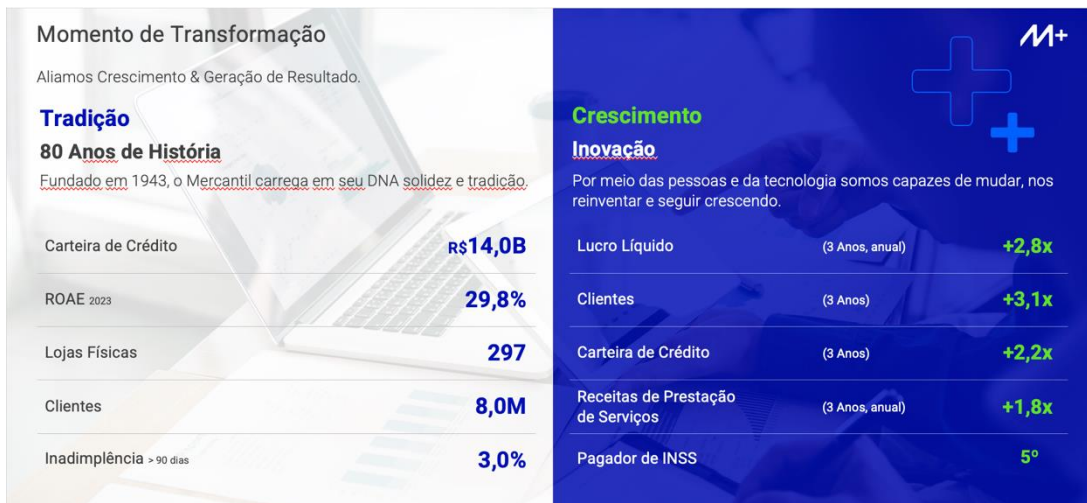 Momento de Transformação
Aliamos Crescimento & Geração de Resultado.
Tradição
80 Anos de História
Fundado em 1943, o Mercantil carrega em seu DNA solidez e tradição.
Carteira de Crédito R$14,0B
ROAE 2023 29,8%
Lojas Físicas 297
Clientes 8,0M
Inadimplência > 90 dias 3,0%
M+
Crescimento
Inovação
Por meio das pessoas e da tecnologia somos capazes de mudar, nos
reinventar e seguir crescendo.
Lucro Líquido (3 Anos, anual) +2,8x
Clientes (3 Anos) +3,1x
Carteira de Crédito (3 Anos) +2,2x
Receitas de Prestação
de Serviços (3 Anos, anual) +1,8x
Pagador de INSS 5º